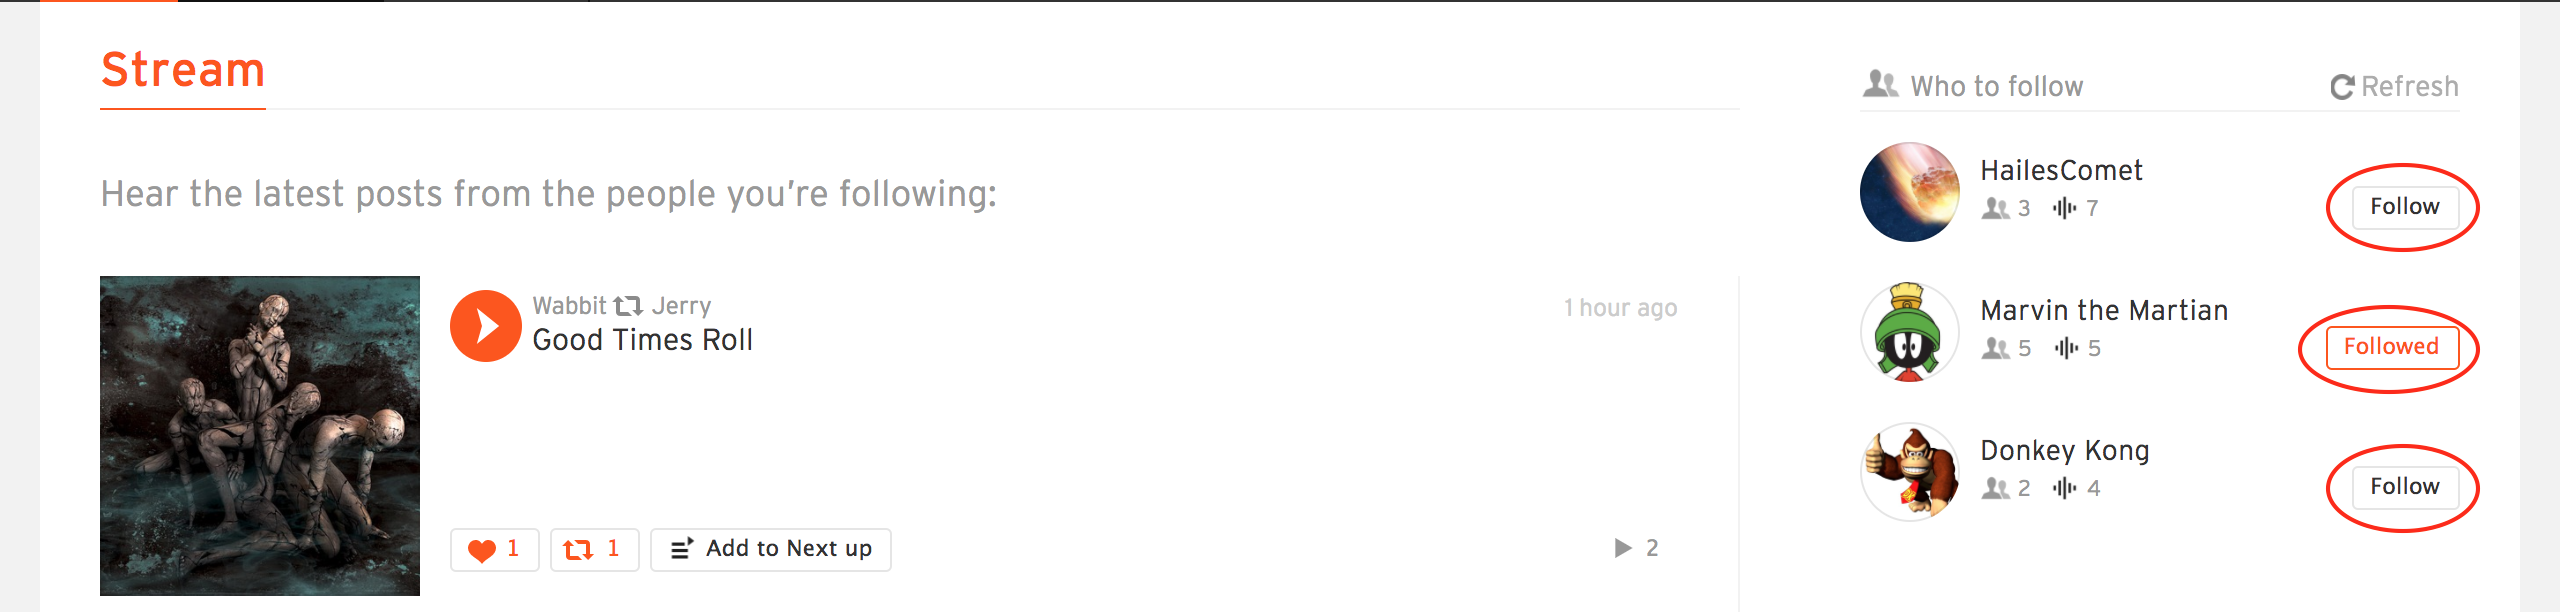 Stream
Hear the latest posts from the people you're following:
Wabbit Jerry
1 hour ago
Good Times Roll
1
1
Add to Next up
2
Who to follow
Refresh
HailesComet
3 7
Follow
Marvin the Martian
5 5
Followed
Donkey Kong
2 4
Follow